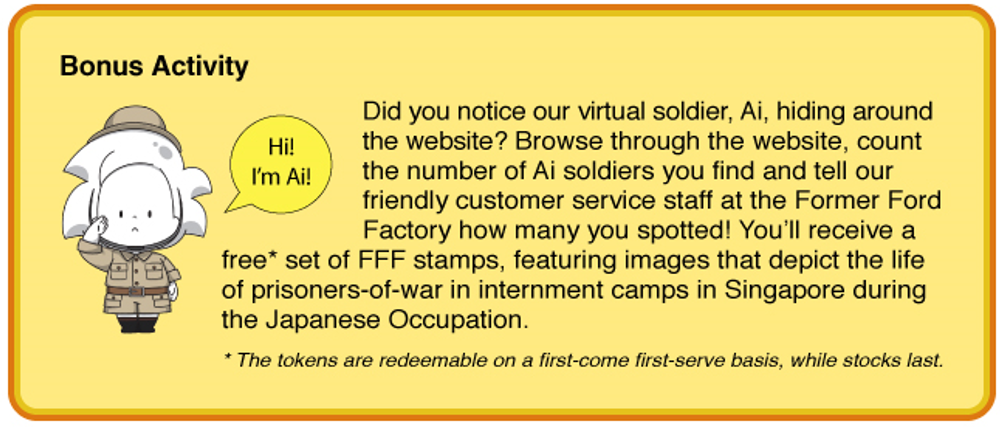 Bonus Activity
Hi!
I'm Ai!
Did you notice our virtual soldier, Ai, hiding around
the website? Browse through the website, count
the number of Ai soldiers you find and tell our
friendly customer service staff at the Former Ford
Factory how many you spotted! You'll receive a
free* set of FFF stamps, featuring images that depict the life
of prisoners-of-war in internment camps in Singapore during
the Japanese Occupation.
* The tokens are redeemable on a first-come first-serve basis, while stocks last.